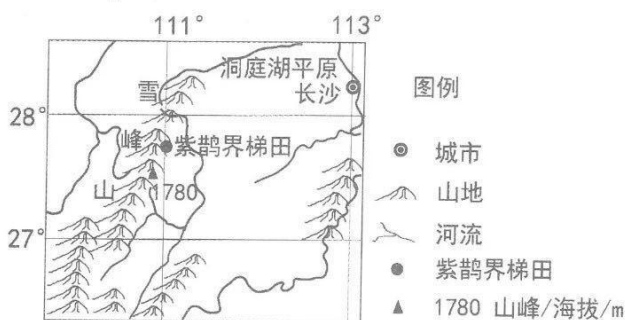 111° 113°
洞庭湖平原
雪
长沙
28°
峰
紫鹊界梯田
山
1780
27°
图例
城市
山地
河流
紫鹊界梯田
1780 山峰/海拔/m